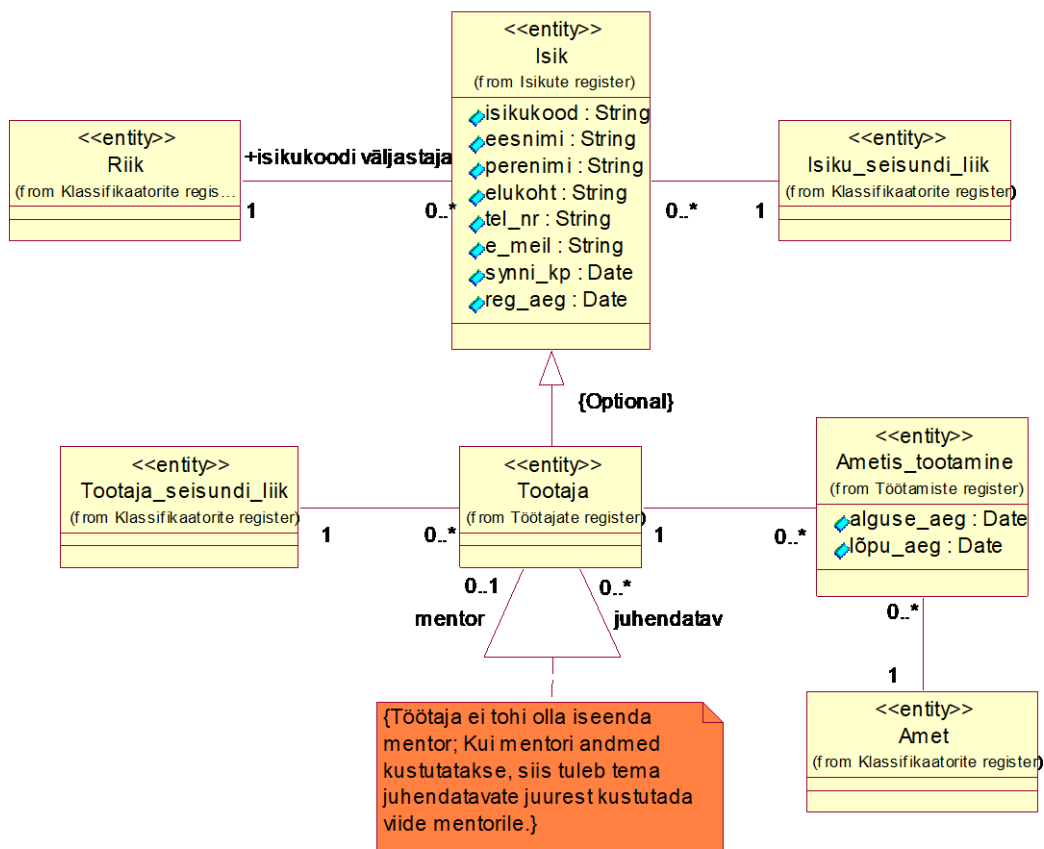 <<entity>>
Isik
(from Isikute register)
isikukood : String
eesnimi : String
perenimi : String
elukoht : String
tel_nr : String
e_meil : String
synni_kp : Date
reg_aeg : Date
<<entity>>
Riik
(from Klassifikaatorite regis...
+isikukoodi väljastaja
1
0..*
<<entity>>
Isiku_seisundi_liik
(from Klassifikaatorite register)
0..*
1
{Optional}
<<entity>>
Tootaja_seisundi_liik
(from Klassifikaatorite register)
1
0..*
<<entity>>
Tootaja
(from Töötajate register)
1
0..*
<<entity>>
Ametis_tootamine
(from Töötamiste register)
alguse_aeg : Date
lõpu_aeg : Date
0..1
0..*
mentor
juhendatav
0..*
1
<<entity>>
Amet
(from Klassifikaatorite register)
{Töötaja ei tohi olla iseenda
mentor; Kui mentori andmed
kustutatakse, siis tuleb tema
juhendatavate juurest kustutada
viide mentorile.}